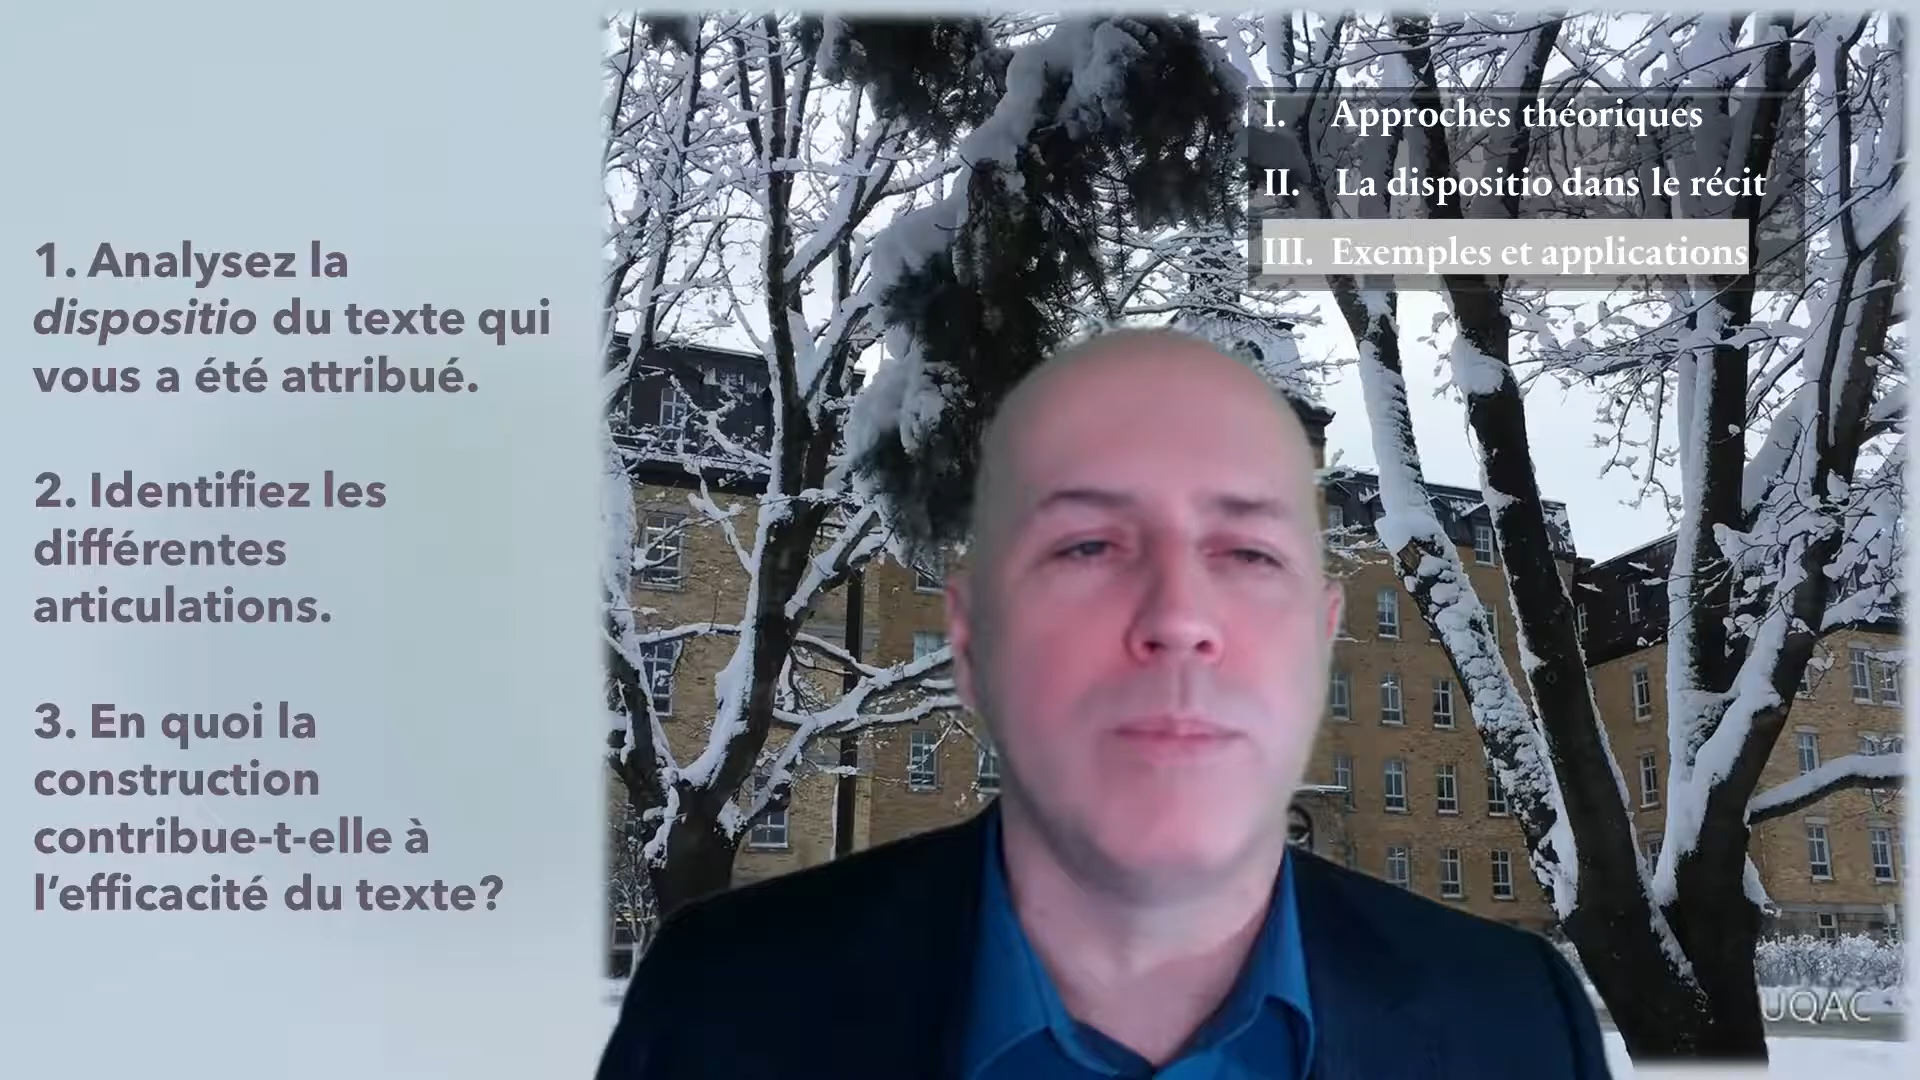 1. Analysez la
dispositio du texte qui
vous a été attribué.
2. Identifiez les
différentes
articulations.
3. En quoi la
construction
contribue-t-elle à
l’efficacité du texte?
I. Approches théoriques
II. La dispositio dans le récit
III. Exemples et applications
UQAC